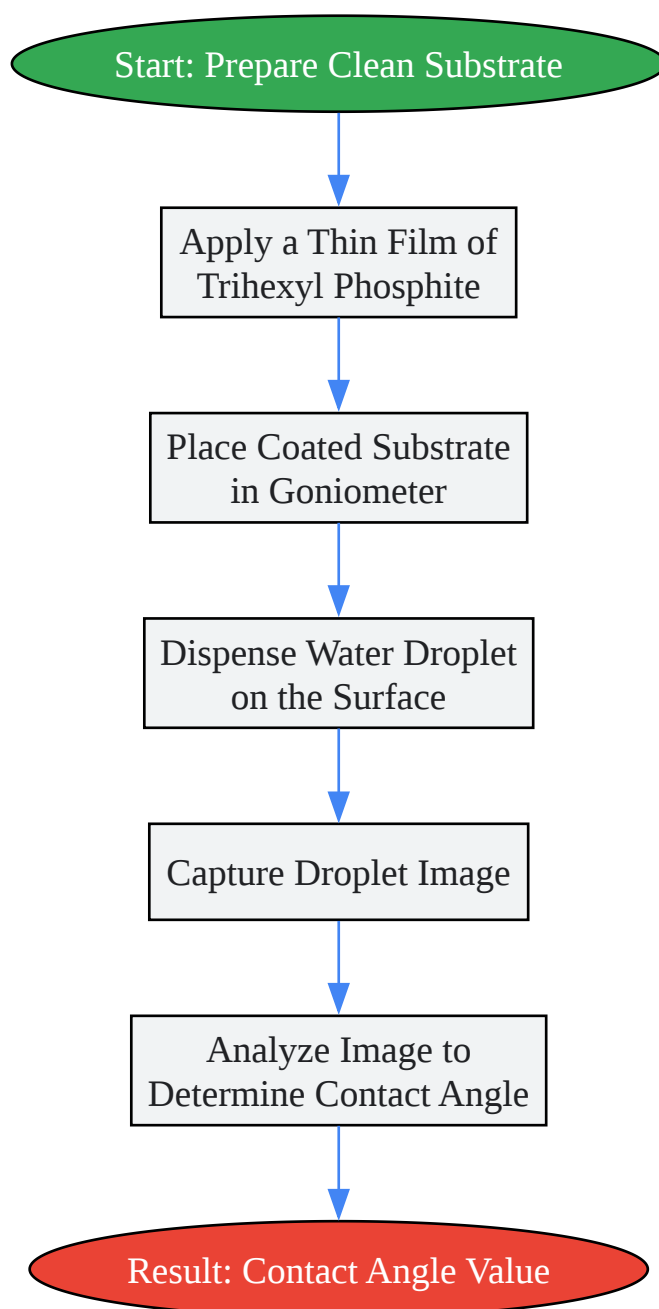 Start: Prepare Clean Substrate
Apply a Thin Film of
Trihexyl Phosphite
Place Coated Substrate
in Goniometer
Dispense Water Droplet
on the Surface
Capture Droplet Image
Analyze Image to
Determine Contact Angle
Result: Contact Angle Value